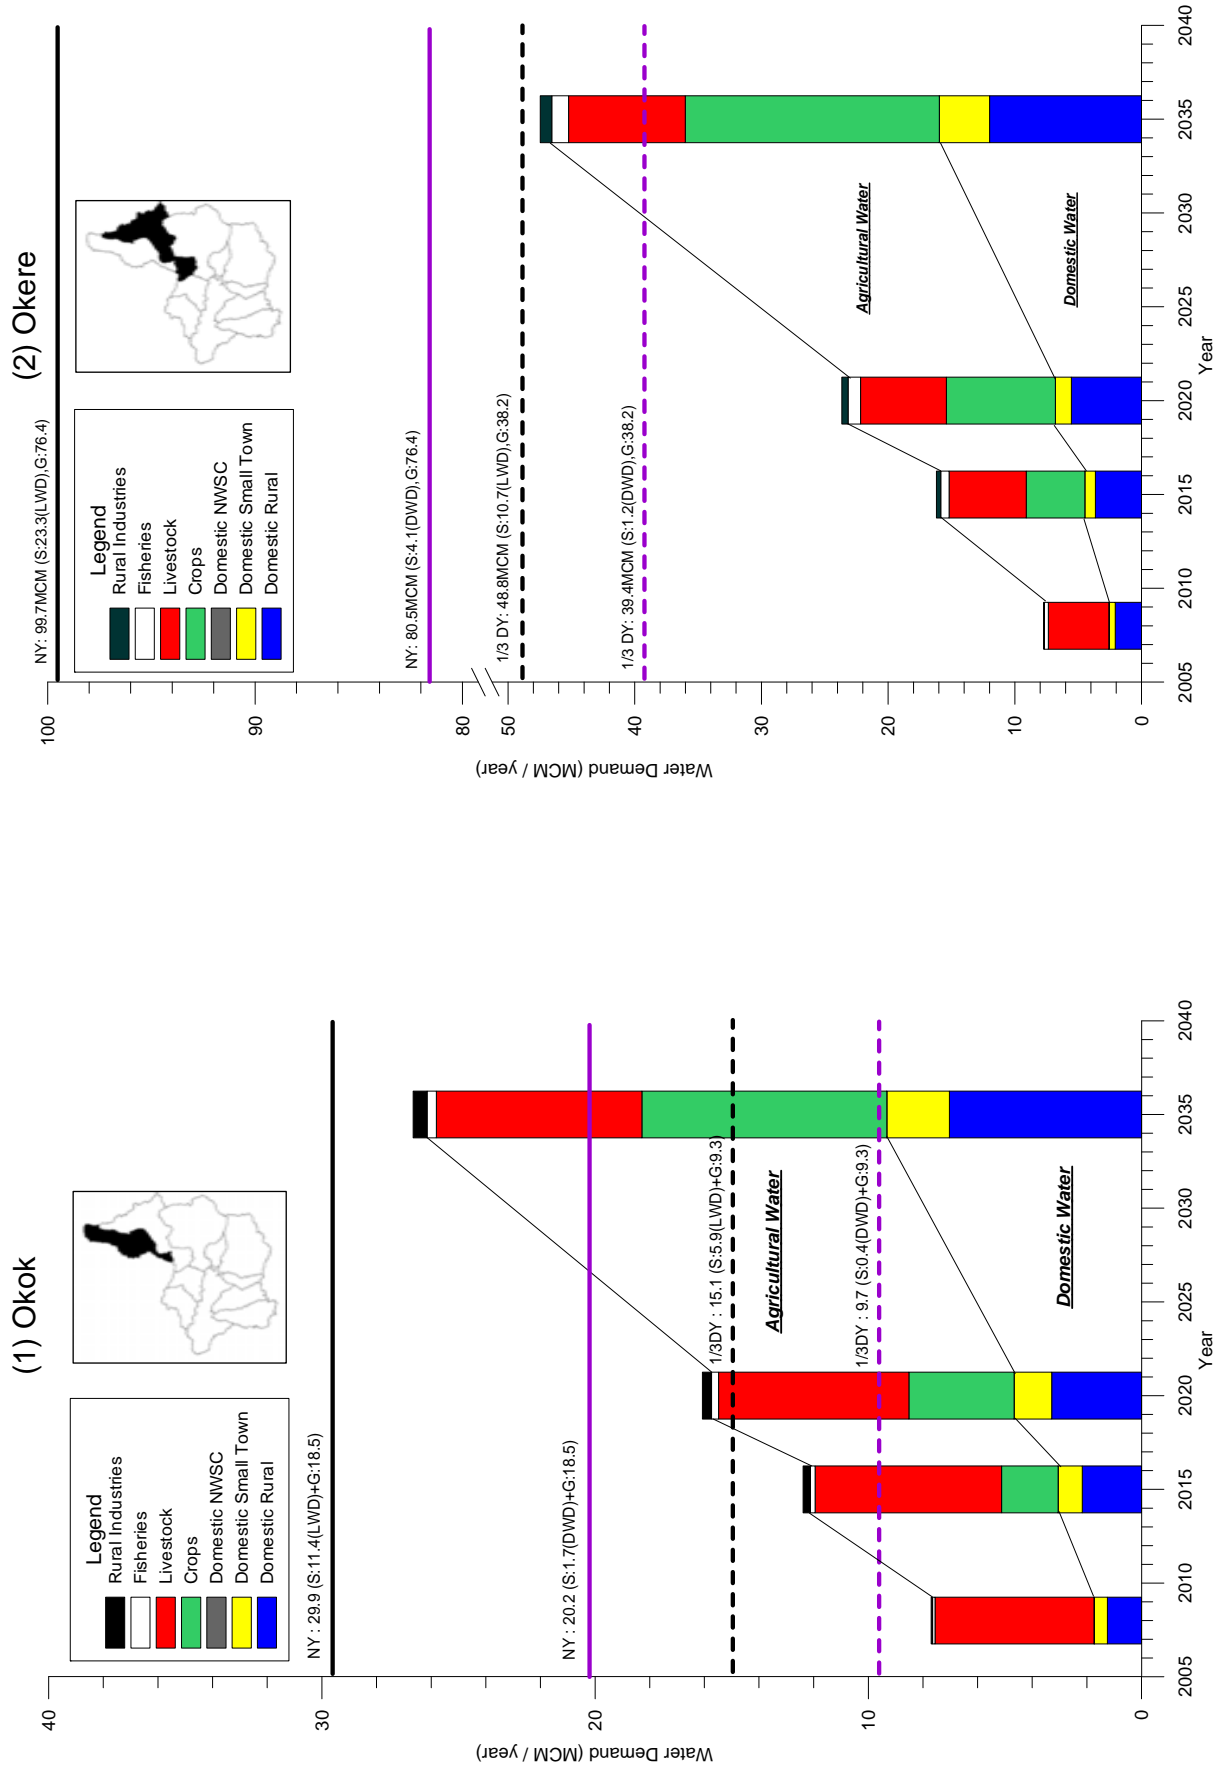 (1) Okok
Legend
Rural Industries
Fisheries
Livestock
Crops
Domestic NWSC
Domestic Small Town
Domestic Rural
NY : 29.9 (S:11.4(LWD)+G:18.5)
NY : 20.2 (S:1.7(DWD)+G:18.5)
1/3DY : 15.1 (S:5.9(LWD)+G:9.3)
Agricultural Water
1/3DY : 9.7 (S:0.4(DWD)+G:9.3)
Domestic Water
40
30
20
10
0
Water Demand (MCM / year)
2005
2010
2015
2020
2025
2030
2035
2040
Year
(2) Okere
NY: 99.7MCM (S:23.3(LWD),G:76.4)
Legend
Rural Industries
Fisheries
Livestock
Crops
Domestic NWSC
Domestic Small Town
Domestic Rural
NY: 80.5MCM (S:4.1(DWD),G:76.4)
1/3 DY: 48.8MCM (S:10.7(LWD),G:38.2)
1/3 DY: 39.4MCM (S:1.2(DWD),G:38.2)
Agricultural Water
Domestic Water
100
90
80
50
40
30
20
10
0
Water Demand (MCM / year)
2005
2010
2015
2020
2025
2030
2035
2040
Year